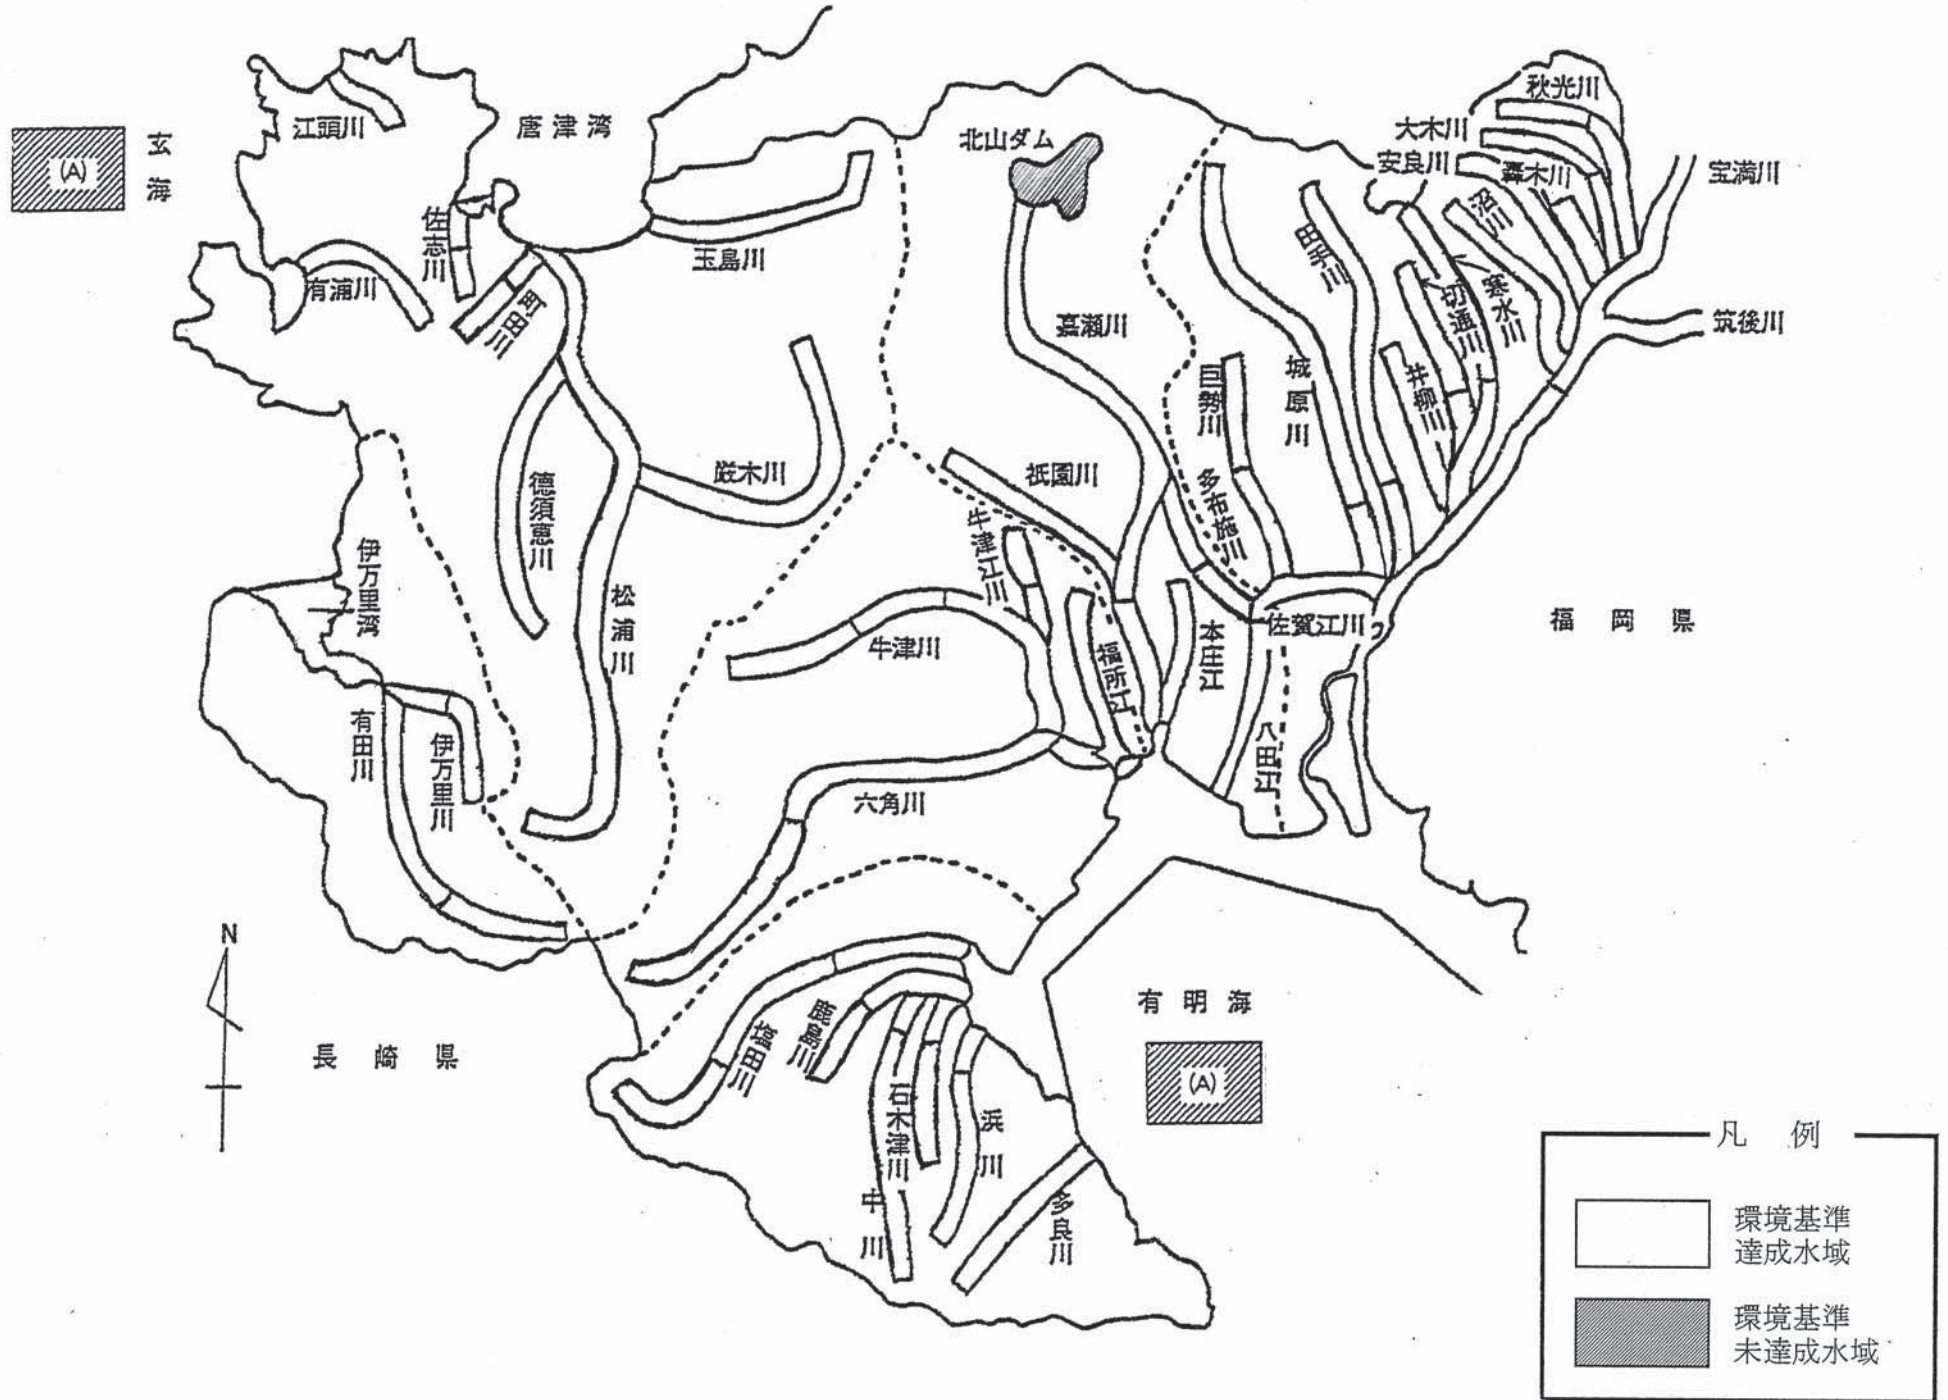 秋光川
大木川
安良川
轟木川
沼川
宝満川
筑後川
江頭川
唐津湾
玄海
(A)
北山ダム
佐志川
有浦川
町田川
玉島川
嘉瀬川
田手川
寒水川
切通川
井柳川
城原川
巨勢川
多布施川
祇園川
厳木川
徳須恵川
伊万里湾
松浦川
牛津江川
牛津川
福所江
本庄江
佐賀江川
八田江
福岡県
有田川
伊万里川
六角川
N
長崎県
塩田川
鹿島川
石木津川
中川
浜川
多良川
有明海
(A)
凡例
環境基準
達成水域
環境基準
未達成水域